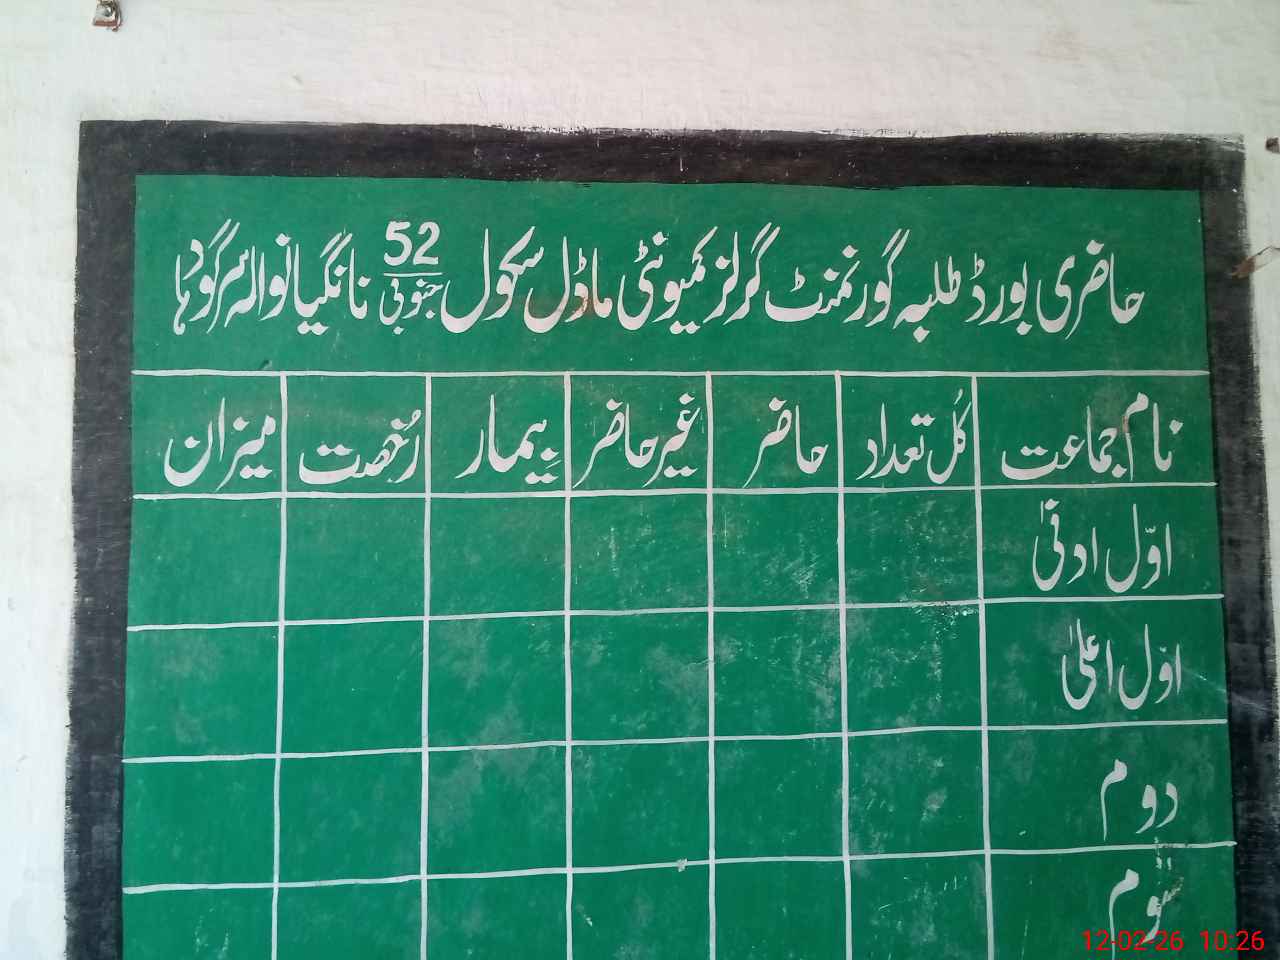 حاضری بورڈ طلبہ گورنمنٹ گرلز کمیونٹی ماڈل سکول 52 جنوبی نانگیانوالہ سرگودہا
نام جماعت کُل تعداد حاضر غیر حاضر بیمار رُخصت میزان
اوّل ادنیٰ
اوّل اعلیٰ
دوم
سوم
12-02-26 10:26